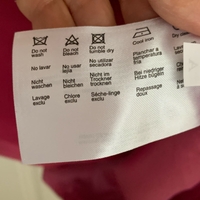 Do not wash
Do not bleach
Do not tumble dry
Cool iron
No lavar
No usar lejía
No utilizar secadora
Planchar a temperatura fría
Nicht waschen
Nicht bleichen
Nicht im Trockner trocknen
Bei niedriger Hitze bügeln
Lavage exclu
Chlore exclu
Sèche-linge exclu
Repassage doux